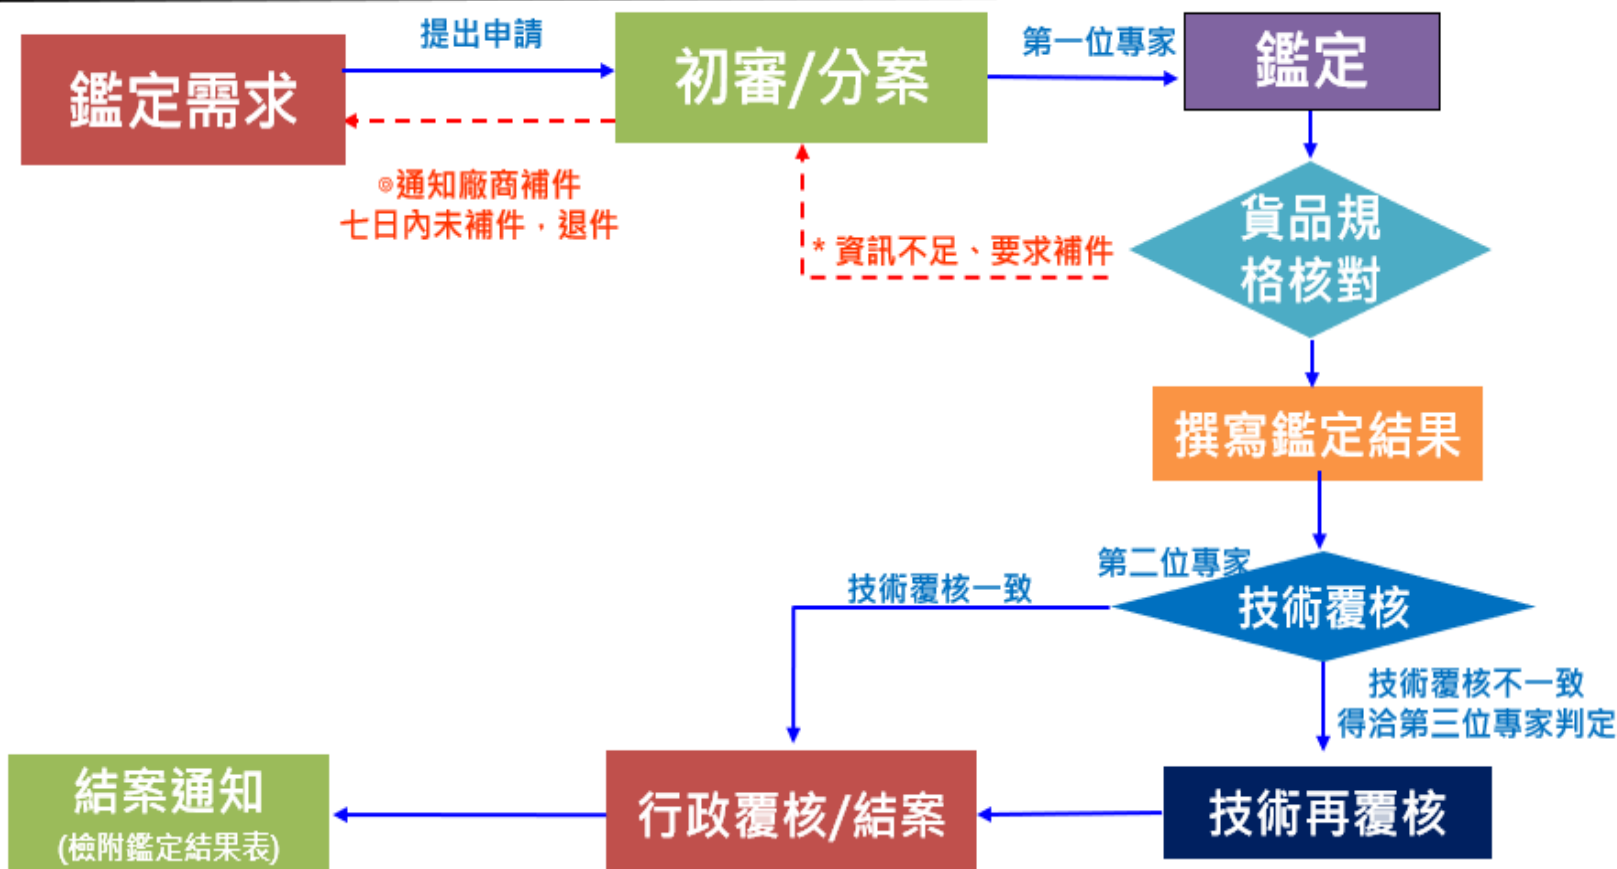 鑑定需求
提出申請
初審/分案
第一位專家
鑑定
◎通知廠商補件
七日內未補件，退件
* 資訊不足、要求補件
貨品規
格核對
撰寫鑑定結果
第二位專家
技術覆核
技術覆核一致
技術覆核不一致
得洽第三位專家判定
技術再覆核
行政覆核/結案
結案通知
(檢附鑑定結果表)